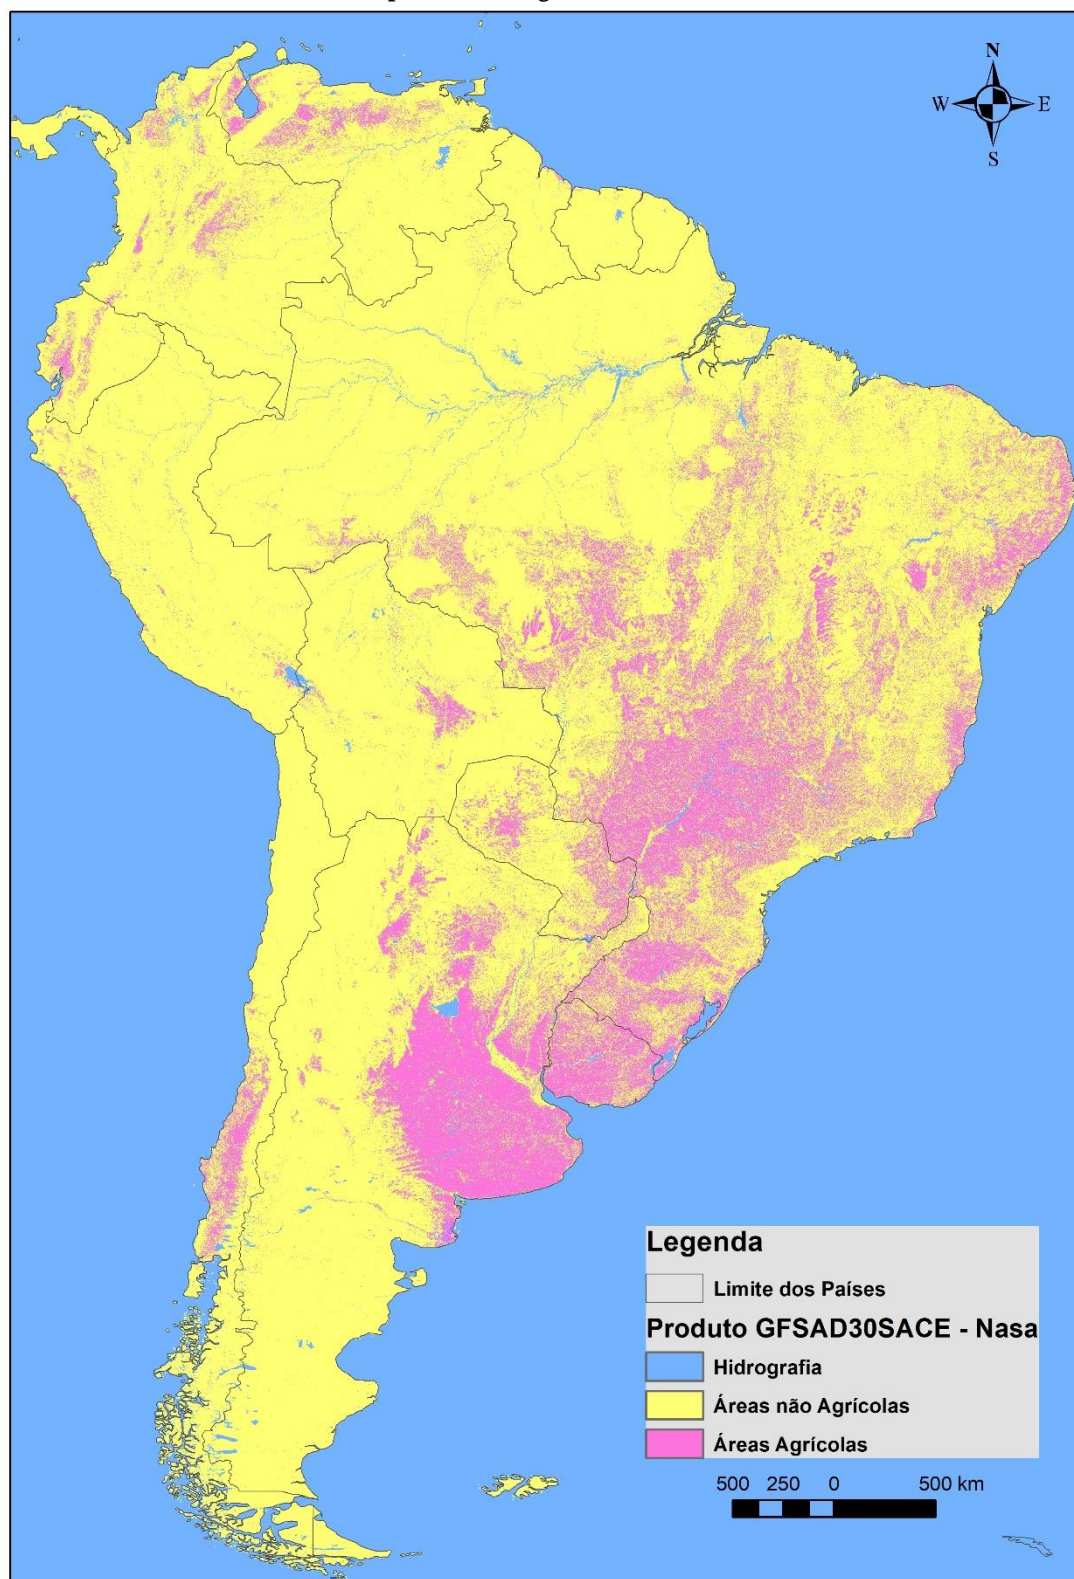 N
W E
S
Legenda
Limite dos Países
Produto GFSAD30SACE - Nasa
Hidrografia
Áreas não Agrícolas
Áreas Agrícolas
500 250 0 500 km